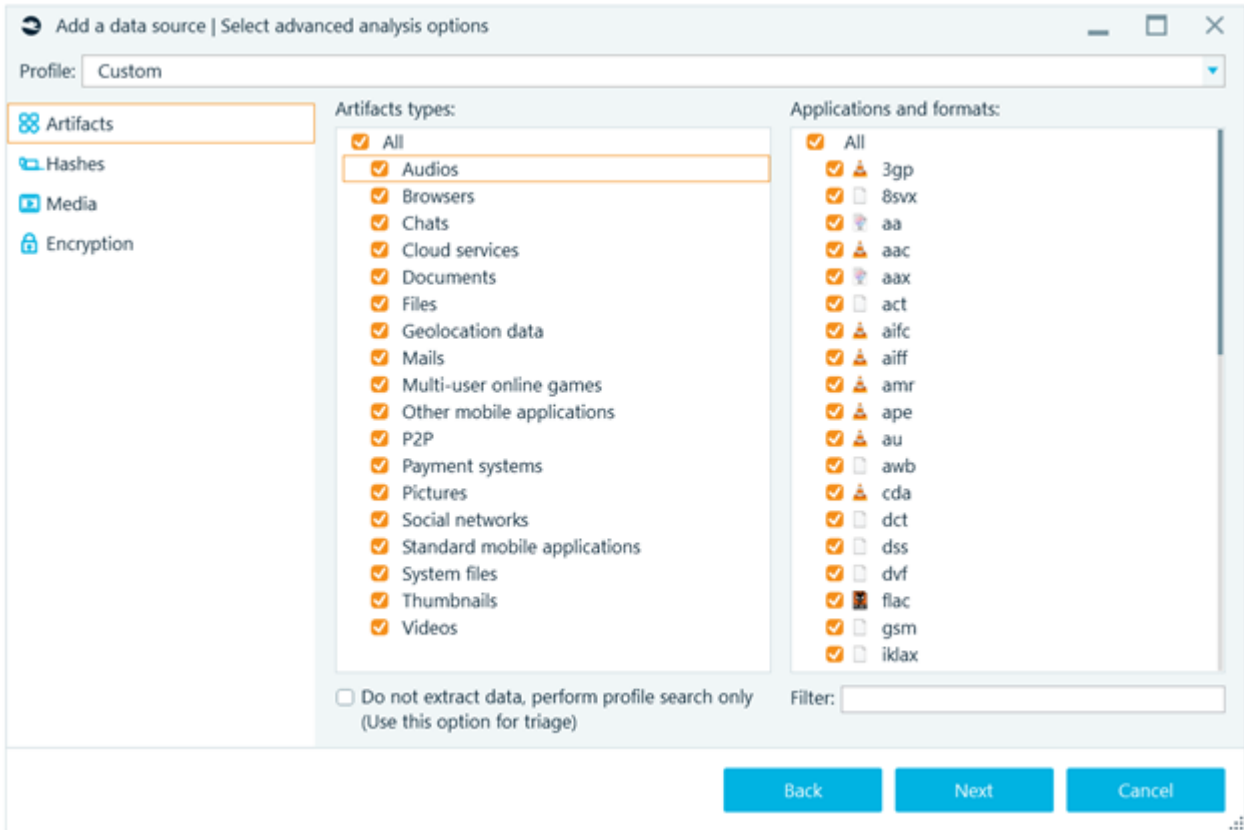 Add a data source | Select advanced analysis options
Profile: Custom
Artifacts
Hashes
Media
Encryption
Artifacts types:
All
Audios
Browsers
Chats
Cloud services
Documents
Files
Geolocation data
Mails
Multi-user online games
Other mobile applications
P2P
Payment systems
Pictures
Social networks
Standard mobile applications
System files
Thumbnails
Videos
Do not extract data, perform profile search only
(Use this option for triage)
Applications and formats:
All
3gp
8svx
aa
aac
aax
act
aifc
aiff
amr
ape
au
awb
cda
dct
dss
dvf
flac
gsm
iklax
Filter:
Back
Next
Cancel